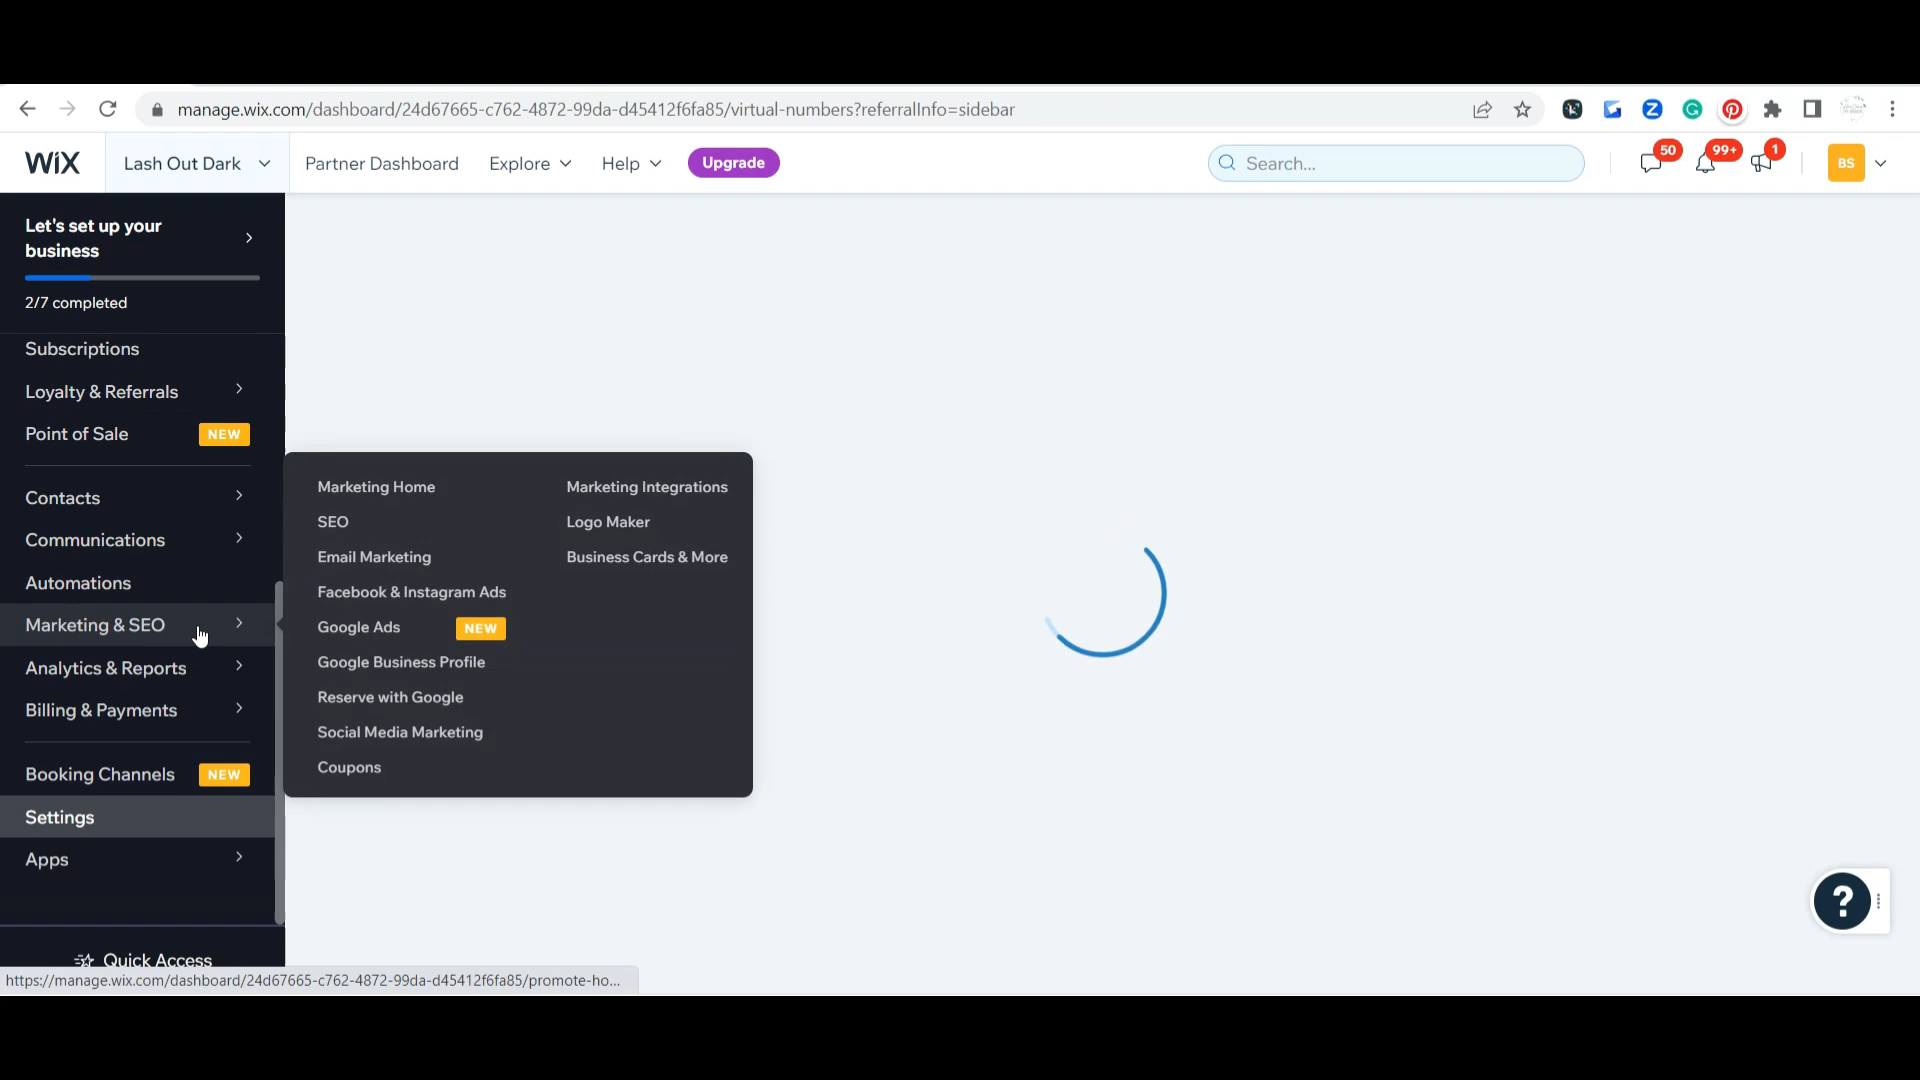 manage.wix.com/dashboard/24d67665-c762-4872-99da-d45412f6fa85/virtual-numbers?referralInfo=sidebar
WiX
Lash Out Dark
Partner Dashboard
Explore
Help
Upgrade
Search...
50
99+
1
BS
Let's set up your
business
2/7 completed
Subscriptions
Loyalty & Referrals
Point of Sale NEW
Contacts
Communications
Automations
Marketing & SEO
Analytics & Reports
Billing & Payments
Booking Channels NEW
Settings
Apps
Quick Access
Marketing Home
SEO
Email Marketing
Facebook & Instagram Ads
Google Ads NEW
Google Business Profile
Reserve with Google
Social Media Marketing
Coupons
Marketing Integrations
Logo Maker
Business Cards & More
?
https://manage.wix.com/dashboard/24d67665-c762-4872-99da-d45412f6fa85/promote-ho...